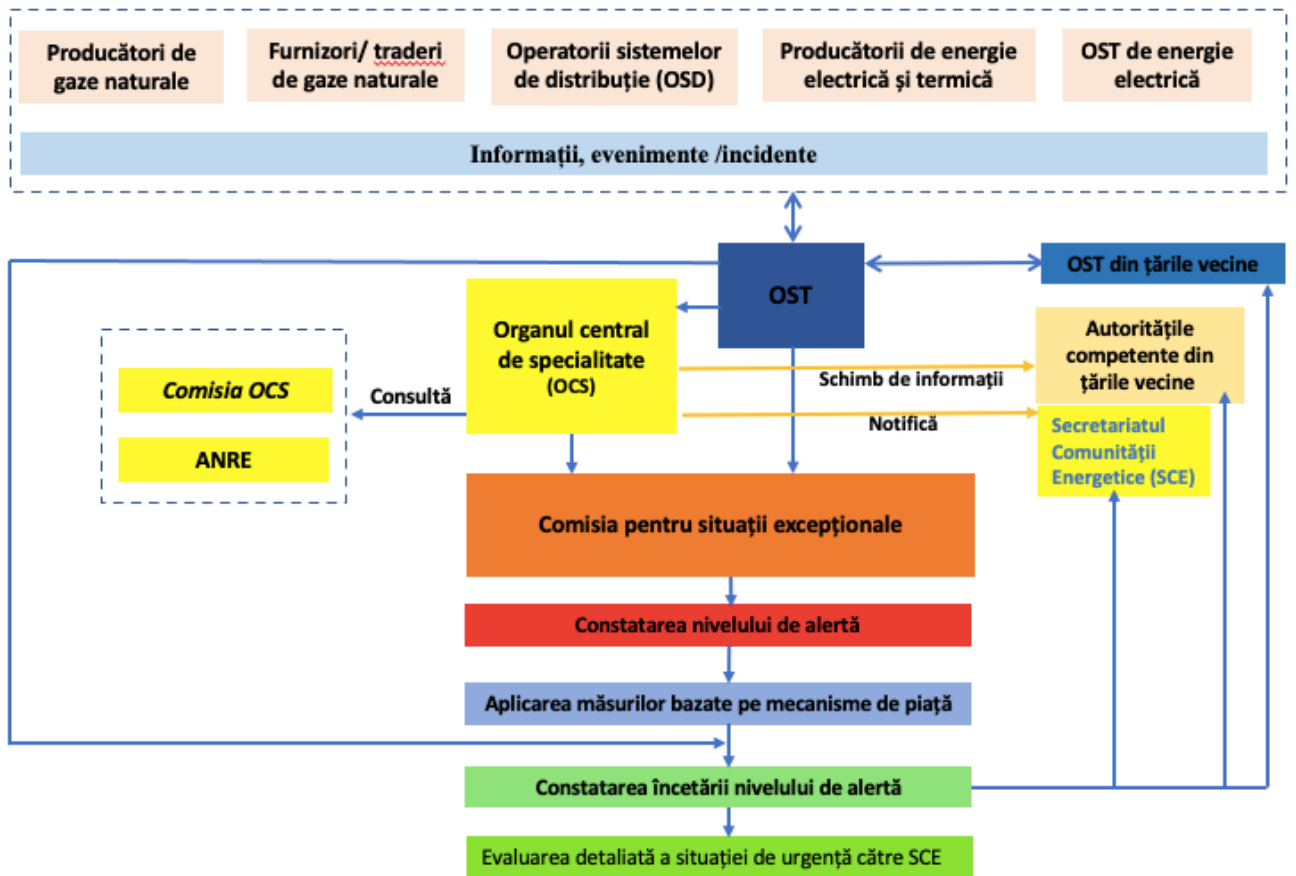 Producători de
gaze naturale
Furnizori/ traderi
de gaze naturale
Operatorii sistemelor
de distribuție (OSD)
Producătorii de energie
electrică și termică
OST de energie
electrică
Informații, evenimente /incidente
OST
OST din țările vecine
Organul central
de specialitate
(OCS)
Autoritățile
competente din
țările vecine
Schimb de informații
Comisia OCS
Consultă
Notifică
Secretariatul
Comunității
Energetice (SCE)
ANRE
Comisia pentru situații excepționale
Constatarea nivelului de alertă
Aplicarea măsurilor bazate pe mecanisme de piață
Constatarea încetării nivelului de alertă
Evaluarea detaliată a situației de urgență către SCE